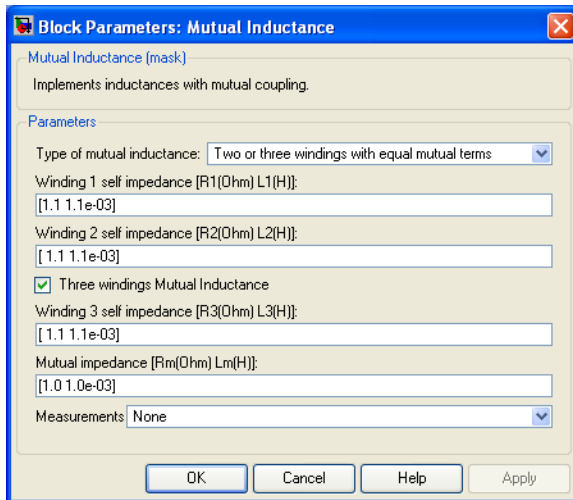 Block Parameters: Mutual Inductance
Mutual Inductance (mask)
Implements inductances with mutual coupling.
Parameters
Type of mutual inductance: Two or three windings with equal mutual terms
Winding 1 self impedance [R1(Ohm) L1(H)]:
[1.1 1.1e-03]
Winding 2 self impedance [R2(Ohm) L2(H)]:
[ 1.1 1.1e-03]
Three windings Mutual Inductance
Winding 3 self impedance [R3(Ohm) L3(H)]:
[ 1.1 1.1e-03]
Mutual impedance [Rm(Ohm) Lm(H)]:
[1.0 1.0e-03]
Measurements None
OK Cancel Help Apply